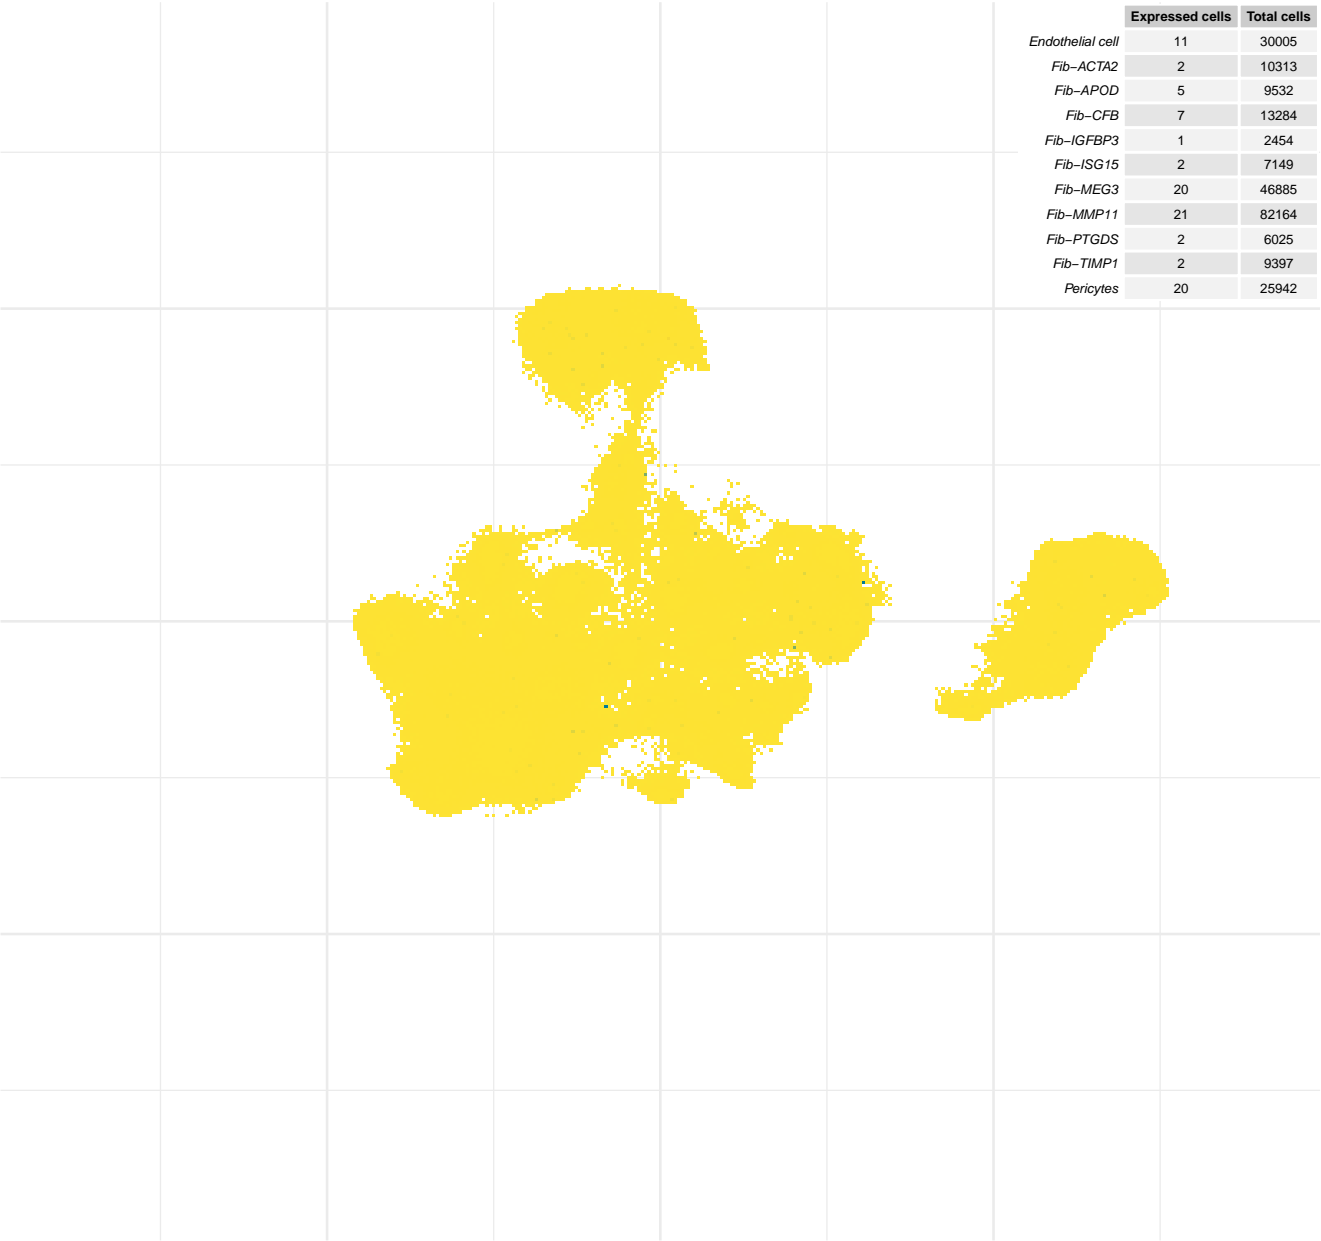 Expressed cells Total cells
Endothelial cell 11 30005
Fib−ACTA2 2 10313
Fib−APOD 5 9532
Fib−CFB 7 13284
Fib−IGFBP3 1 2454
Fib−ISG15 2 7149
Fib−MEG3 20 46885
Fib−MMP11 21 82164
Fib−PTGDS 2 6025
Fib−TIMP1 2 9397
Pericytes 20 25942